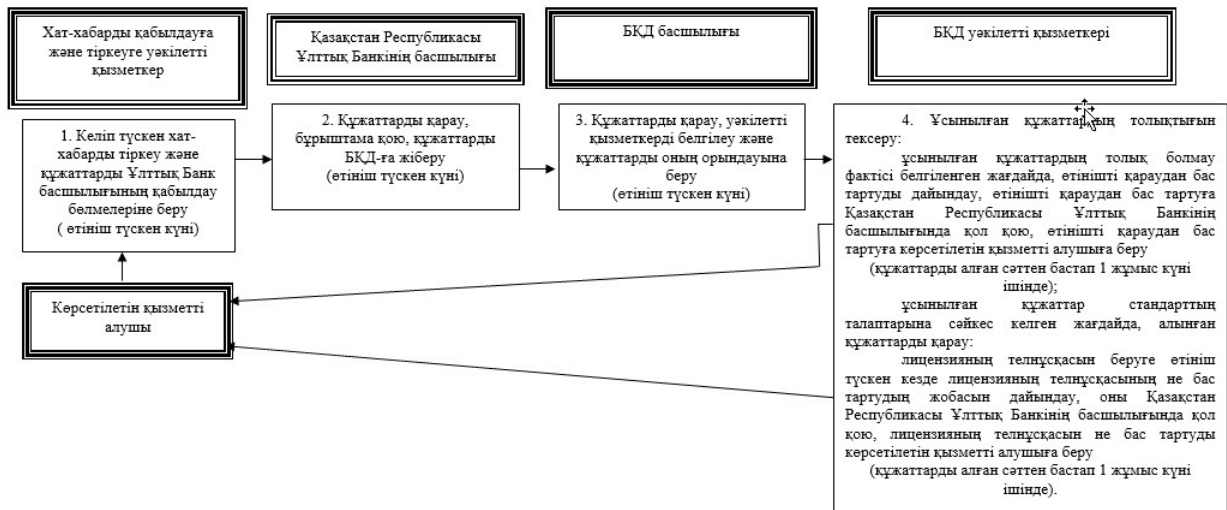 Хат-хабарды қабылдауға
және тіркеуге уәкілетті
қызметкер
Қазақстан Республикасы
Ұлттық Банкінің басшылығы
БҚД басшылығы
БҚД уәкілетті қызметкері
1. Келіп түскен хат-
хабарды тіркеу және
құжаттарды Ұлттық Банк
басшылығының қабылдау
бөлмелеріне беру
( өтініш түскен күні)
2. Құжаттарды қарау,
бұрыштама қою, құжаттарды
БҚД-ға жіберу
(өтініш түскен күні)
3. Құжаттарды қарау, уәкілетті
қызметкерді белгілеу және
құжаттарды оның орындауына
беру
(өтініш түскен күні)
4. Ұсынылған құжаттардың толықтығын
тексеру:
ұсынылған құжаттардың толық болмау
фактісі белгіленген жағдайда, өтінішті қараудан бас
тартуды дайындау, өтінішті қараудан бас тартуға
Қазақстан Республикасы Ұлттық Банкінің
басшылығында қол қою, өтінішті қараудан бас
тартуға көрсетілетін қызметті алушыға беру
(құжаттарды алған сәттен бастап 1 жұмыс күні
ішінде);
ұсынылған құжаттар стандарттың
талаптарына сәйкес келген жағдайда, алынған
құжаттарды қарау:
лицензияның телнұсқасын беруге өтініш
түскен кезде лицензияның телнұсқасының не бас
тартудың жобасын дайындау, оны Қазақстан
Республикасы Ұлттық Банкінің басшылығында қол
қою, лицензияның телнұсқасын не бас тартуды
көрсетілетін қызметті алушыға беру
(құжаттарды алған сәттен бастап 1 жұмыс күні
ішінде).
Көрсетілетін қызметті
алушы